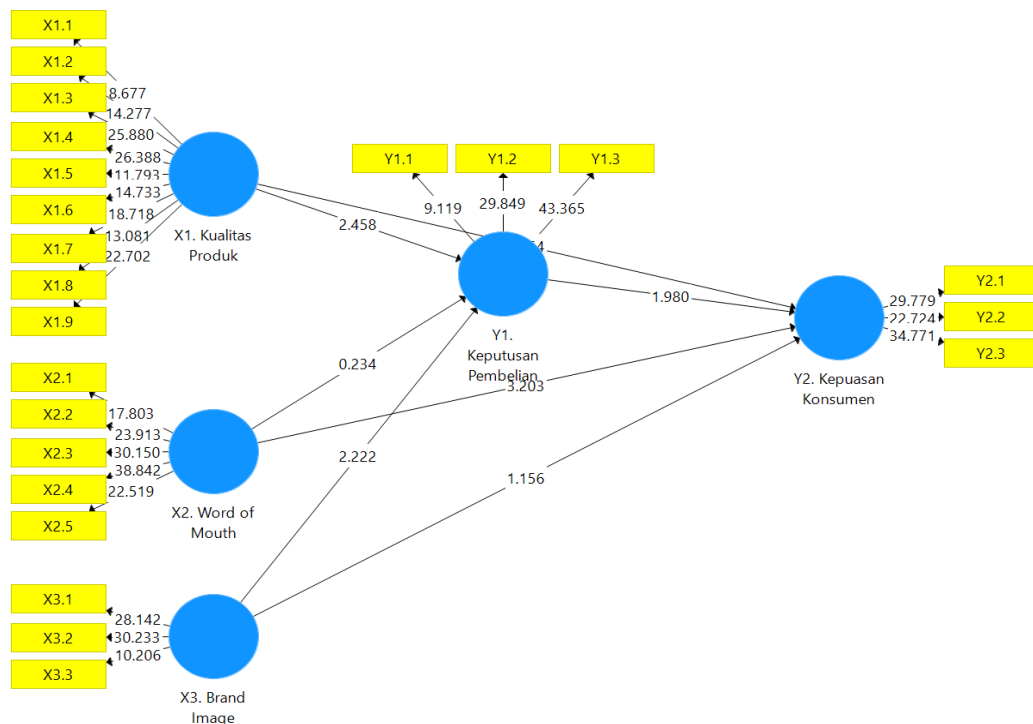 X1.1
X1.2
X1.3
X1.4
X1.5
X1.6
X1.7
X1.8
X1.9
8.677
14.277
25.880
26.388
11.793
14.733
18.718
13.081
22.702
X1. Kualitas
Produk
Y1.1
Y1.2
Y1.3
9.119
29.849
43.365
2.458
Y1.
Keputusan
Pembelian
1.980
Y2.1
Y2.2
Y2.3
29.779
22.724
34.771
Y2. Kepuasan
Konsumen
0.234
3.203
X2.1
X2.2
X2.3
X2.4
X2.5
17.803
23.913
30.150
38.842
22.519
X2. Word of
Mouth
2.222
1.156
X3.1
X3.2
X3.3
28.142
30.233
10.206
X3. Brand
Image